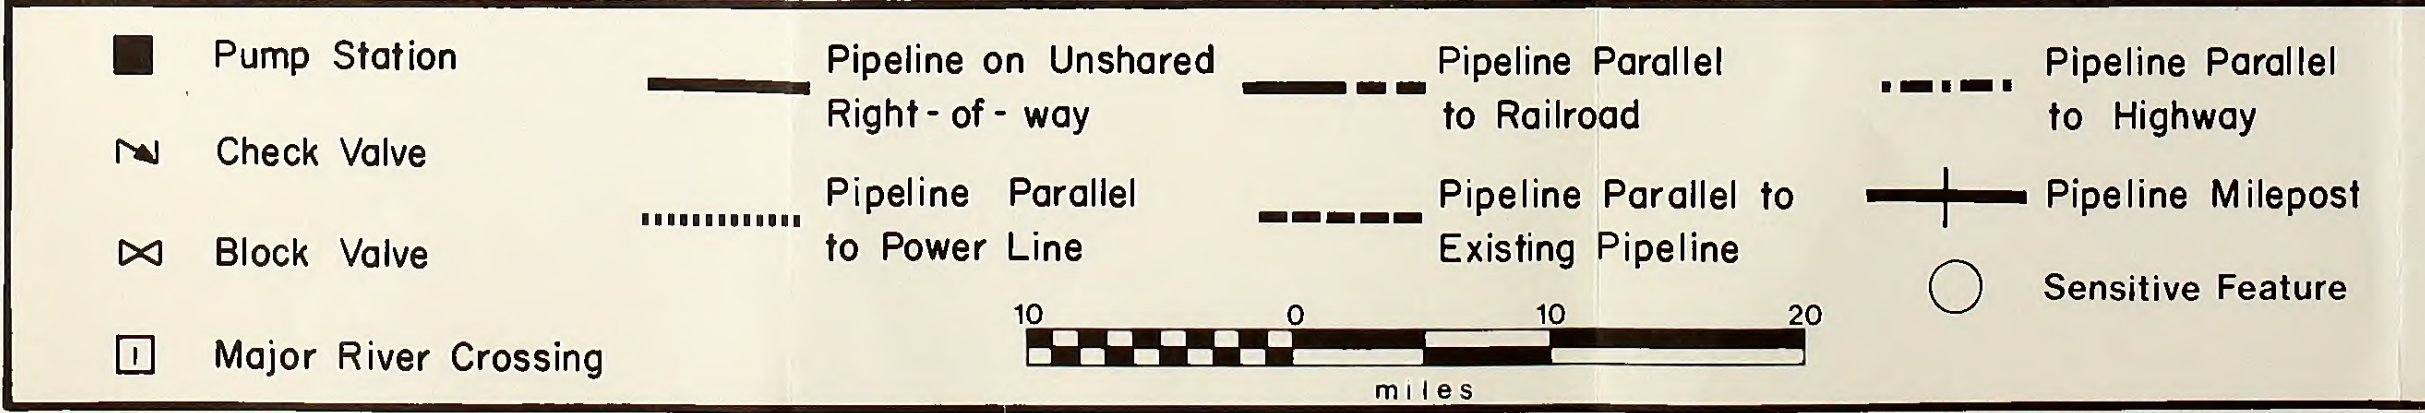 Pump Station
Check Valve
Block Valve
I
Major River Crossing
Pipeline on Unshared
Right-of-way
Pipeline Parallel
to Power Line
Pipeline Parallel
to Railroad
Pipeline Parallel to
Existing Pipeline
Pipeline Parallel
to Highway
Pipeline Milepost
Sensitive Feature
10 0 10 20
miles